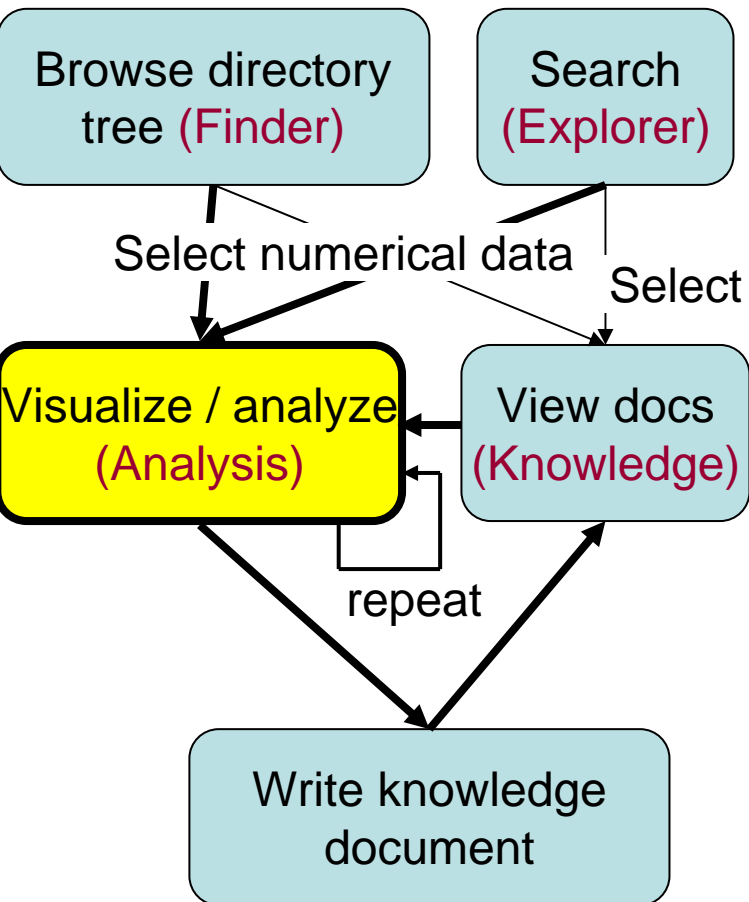 Browse directory
tree (Finder)
Search
(Explorer)
Select numerical data
Select
Visualize / analyze
(Analysis)
View docs
(Knowledge)
repeat
Write knowledge
document